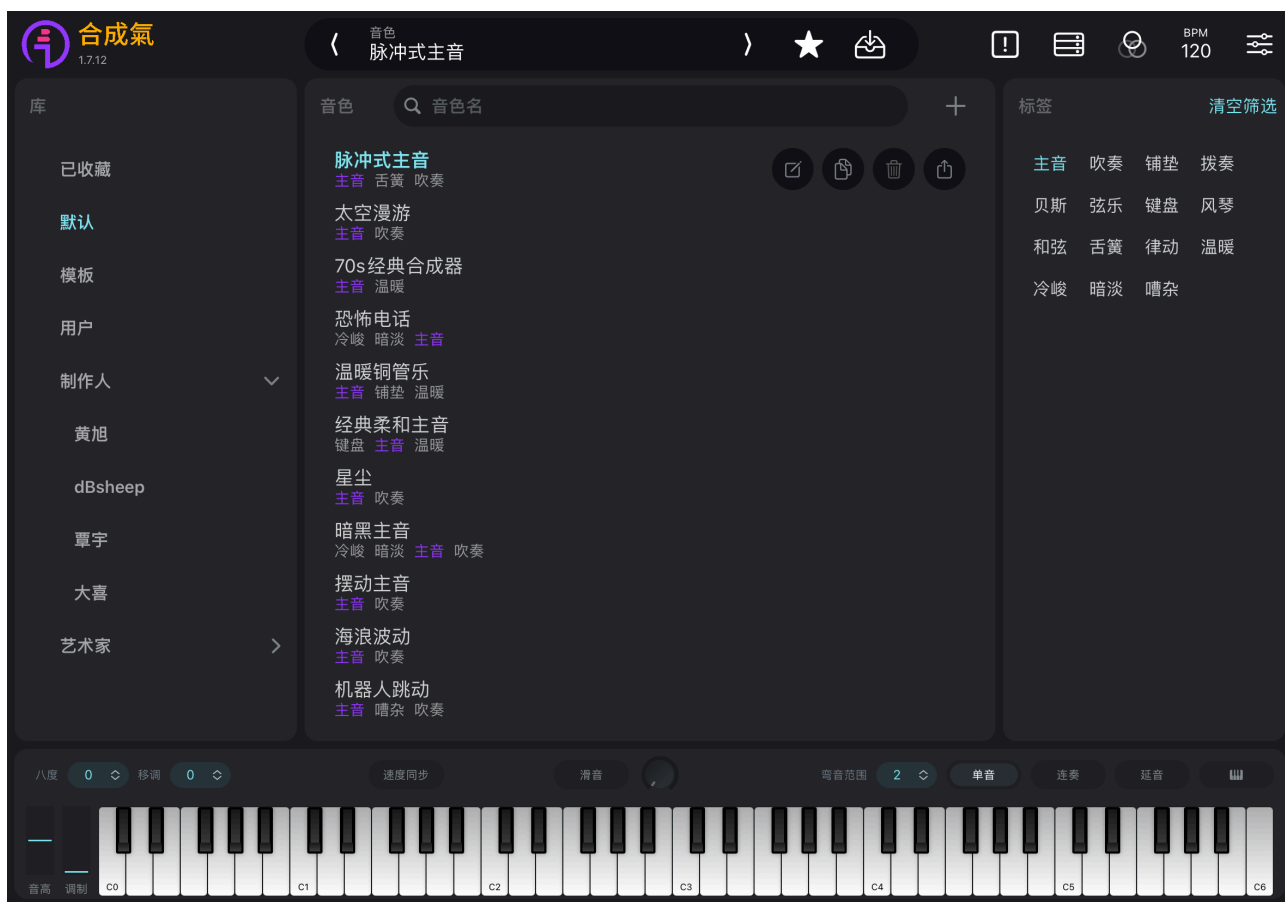 合成氣
1.7.12
音色
脉冲式主音
BPM
120
库
已收藏
默认
模板
用户
制作人
黄旭
dBsheep
覃宇
大喜
艺术家
音色 音色名
脉冲式主音
主音 舌簧 吹奏
太空漫游
主音 吹奏
70s经典合成器
主音 温暖
恐怖电话
冷峻 暗淡 主音
温暖铜管乐
主音 铺垫 温暖
经典柔和主音
键盘 主音 温暖
星尘
主音 吹奏
暗黑主音
冷峻 暗淡 主音 吹奏
摆动主音
主音 吹奏
海浪波动
主音 吹奏
机器人跳动
主音 嘈杂 吹奏
标签 清空筛选
主音 吹奏 铺垫 拨奏
贝斯 弦乐 键盘 风琴
和弦 舌簧 律动 温暖
冷峻 暗淡 嘈杂
八度 0 移调 0 速度同步 滑音 弯音范围 2 单音 连奏 延音
音高 调制 C0 C1 C2 C3 C4 C5 C6